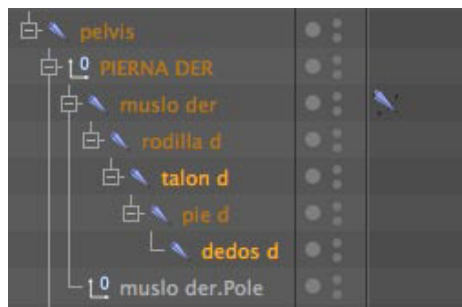 pelvis
PIERNA DER
muslo der
rodilla d
talon d
pie d
dedos d
muslo der.Pole